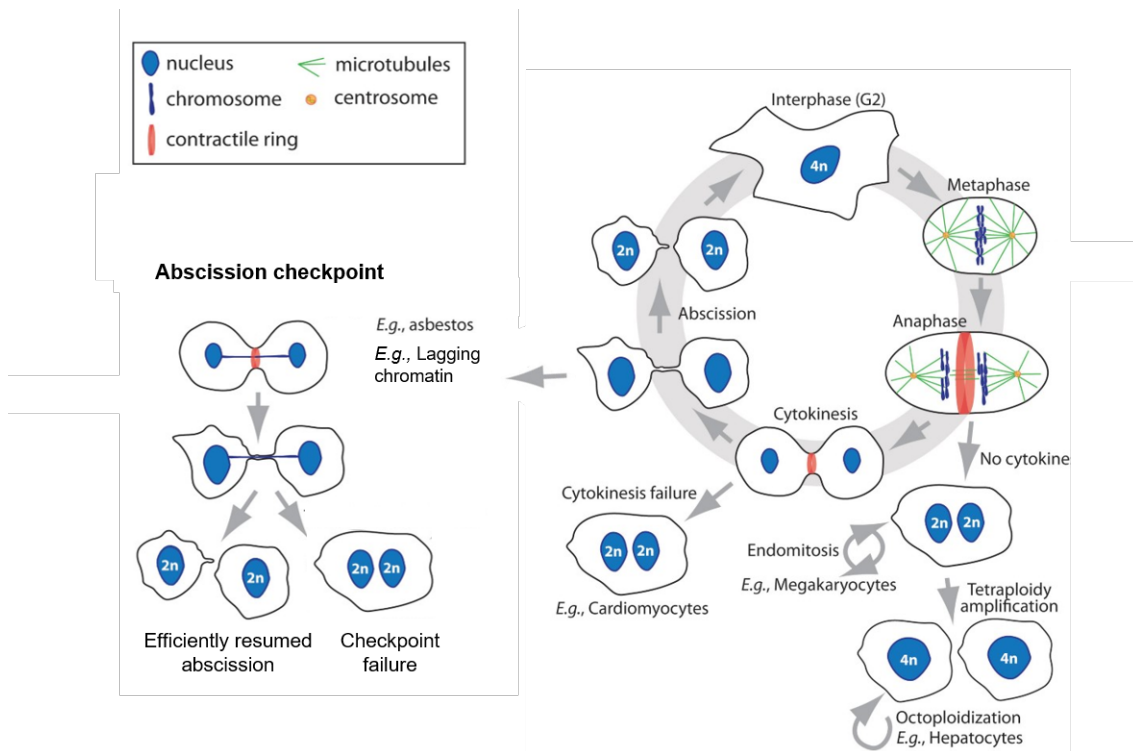 nucleus
microtubules
chromosome
centrosome
contractile ring
Abscission checkpoint
E.g., asbestos
E.g., Lagging
chromatin
2n
2n
2n
2n
Efficiently resumed
abscission
Checkpoint
failure
Interphase (G2)
4n
Metaphase
Anaphase
2n
2n
Abscission
Cytokinesis
No cytokine
Cytokinesis failure
2n
2n
E.g., Cardiomyocytes
2n
2n
Endomitosis
E.g., Megakaryocytes
Tetraploidy
amplification
4n
4n
Octoploidization
E.g., Hepatocytes